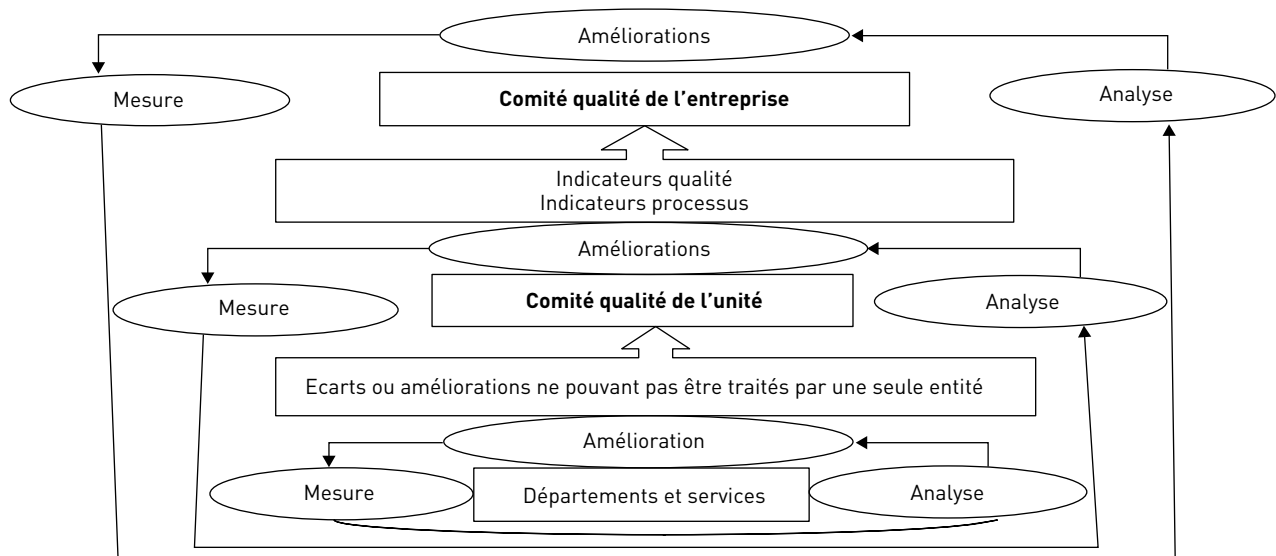 Améliorations
Mesure
Comité qualité de l'entreprise
Analyse
Indicateurs qualité
Indicateurs processus
Améliorations
Mesure
Comité qualité de l'unité
Analyse
Ecarts ou améliorations ne pouvant pas être traités par une seule entité
Amélioration
Mesure
Départements et services
Analyse